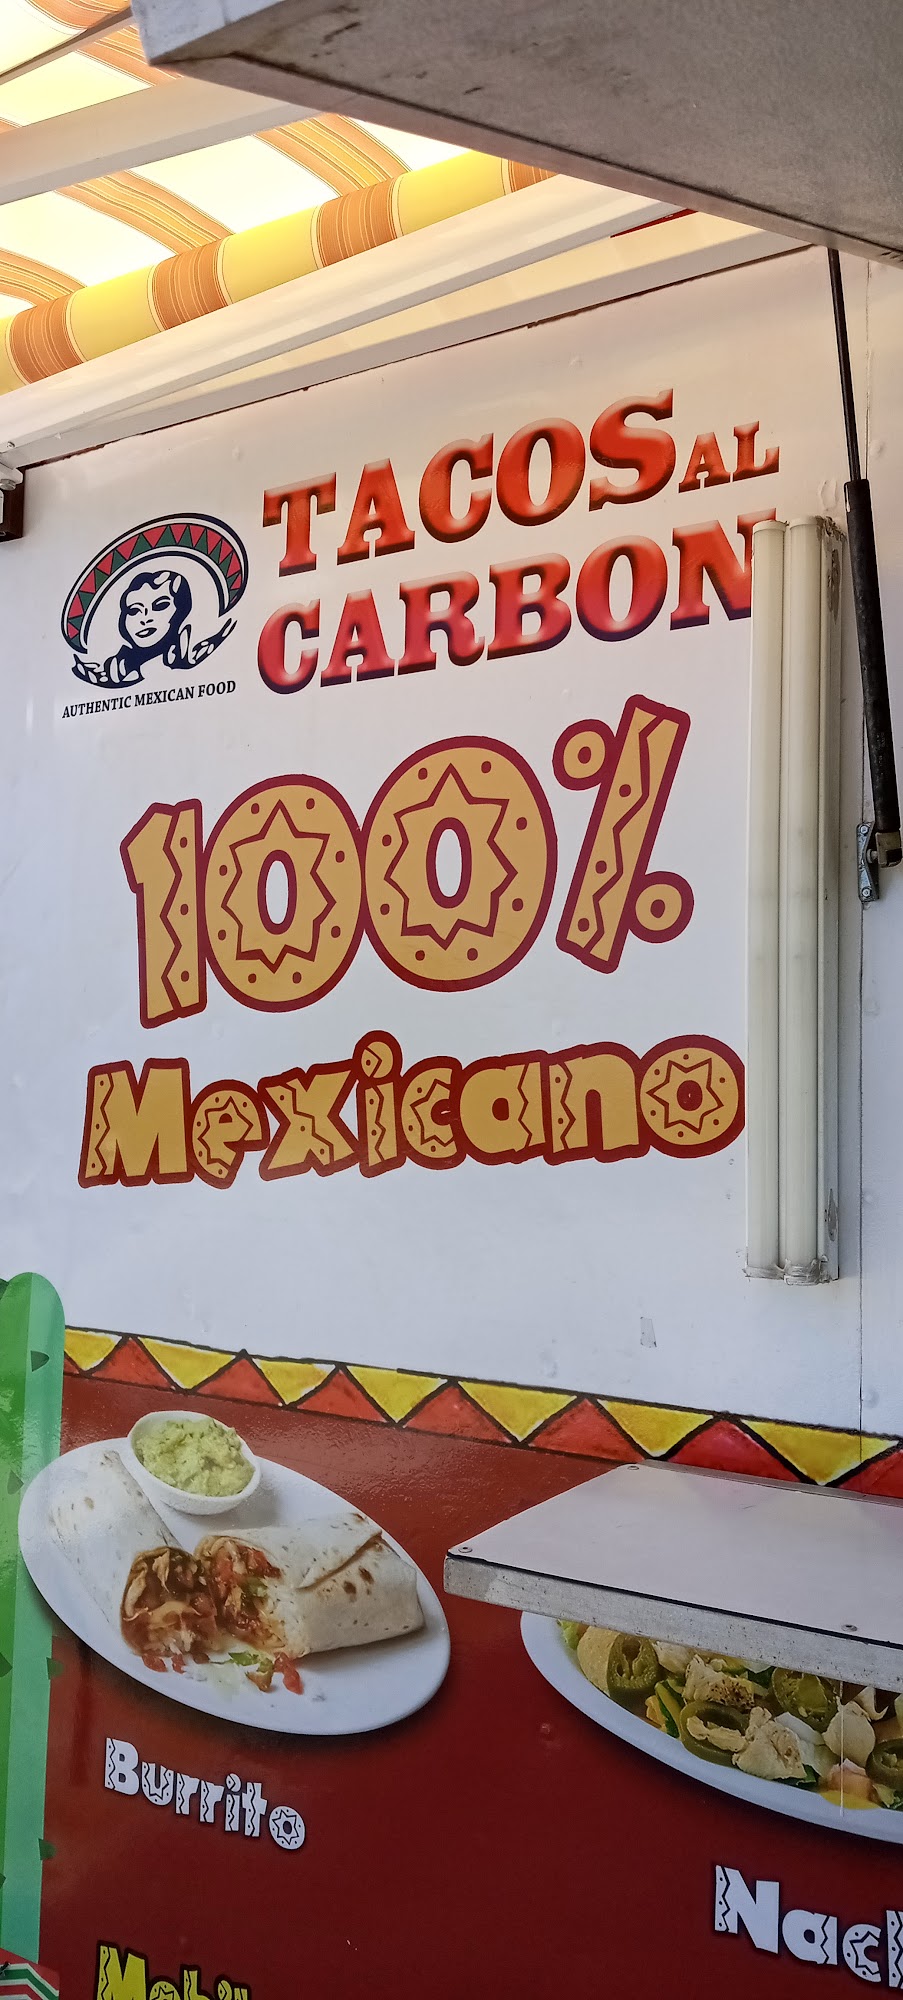 TACOS AL
CARBON
AUTHENTIC MEXICAN FOOD
100%
Mexicano
Burrito